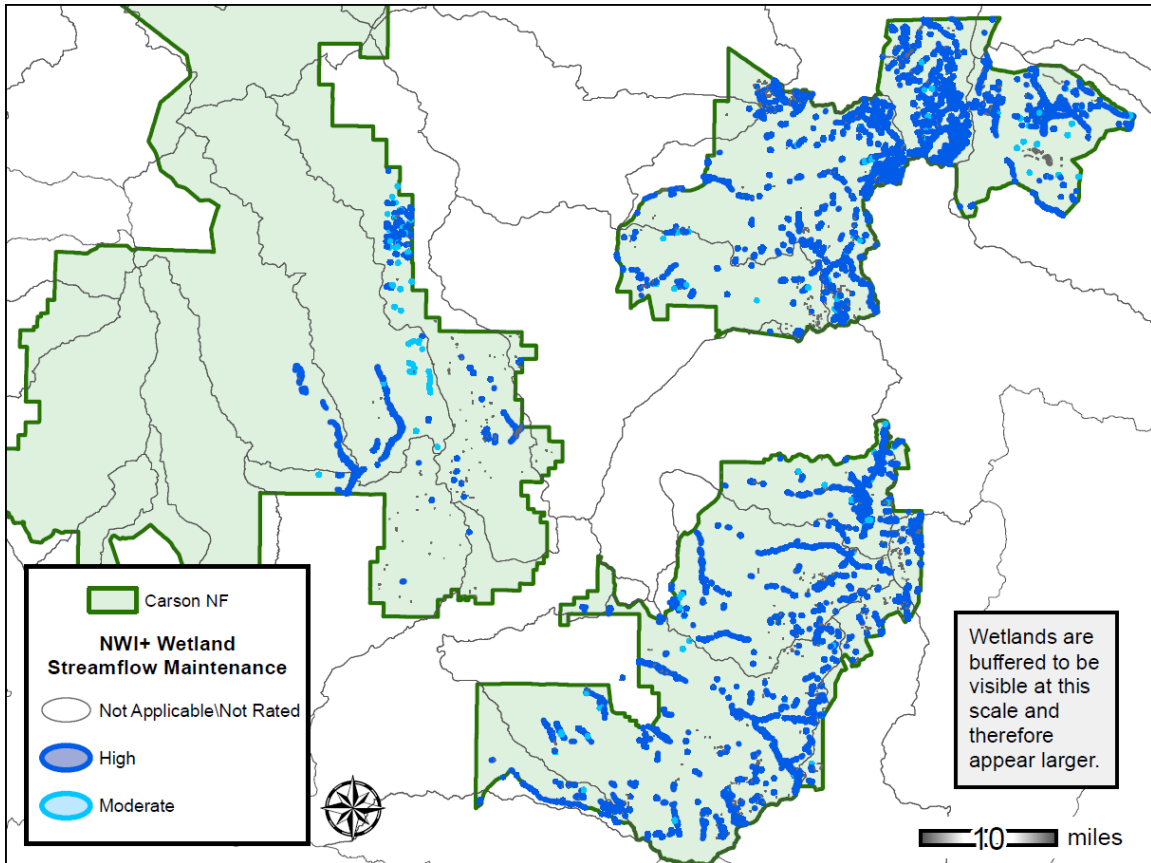 Carson NF
NWI+ Wetland
Streamflow Maintenance
Not Applicable\Not Rated
High
Moderate
Wetlands are
buffered to be
visible at this
scale and
therefore
appear larger.
10 miles